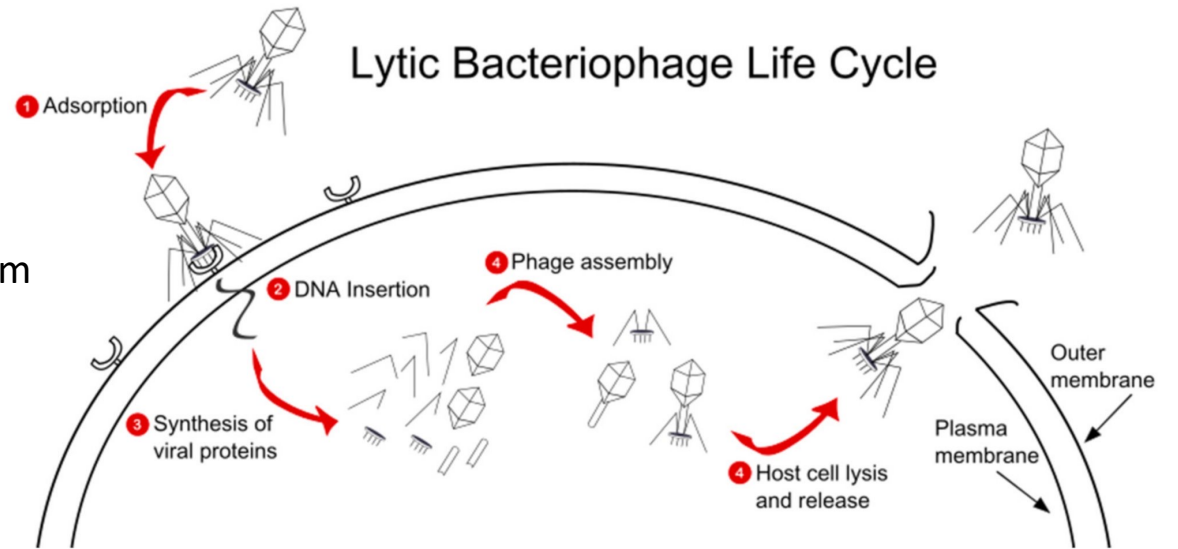 Lytic Bacteriophage Life Cycle
1 Adsorption
m
2 DNA Insertion
4 Phage assembly
3 Synthesis of
viral proteins
4 Host cell lysis
and release
Outer
membrane
Plasma
membrane